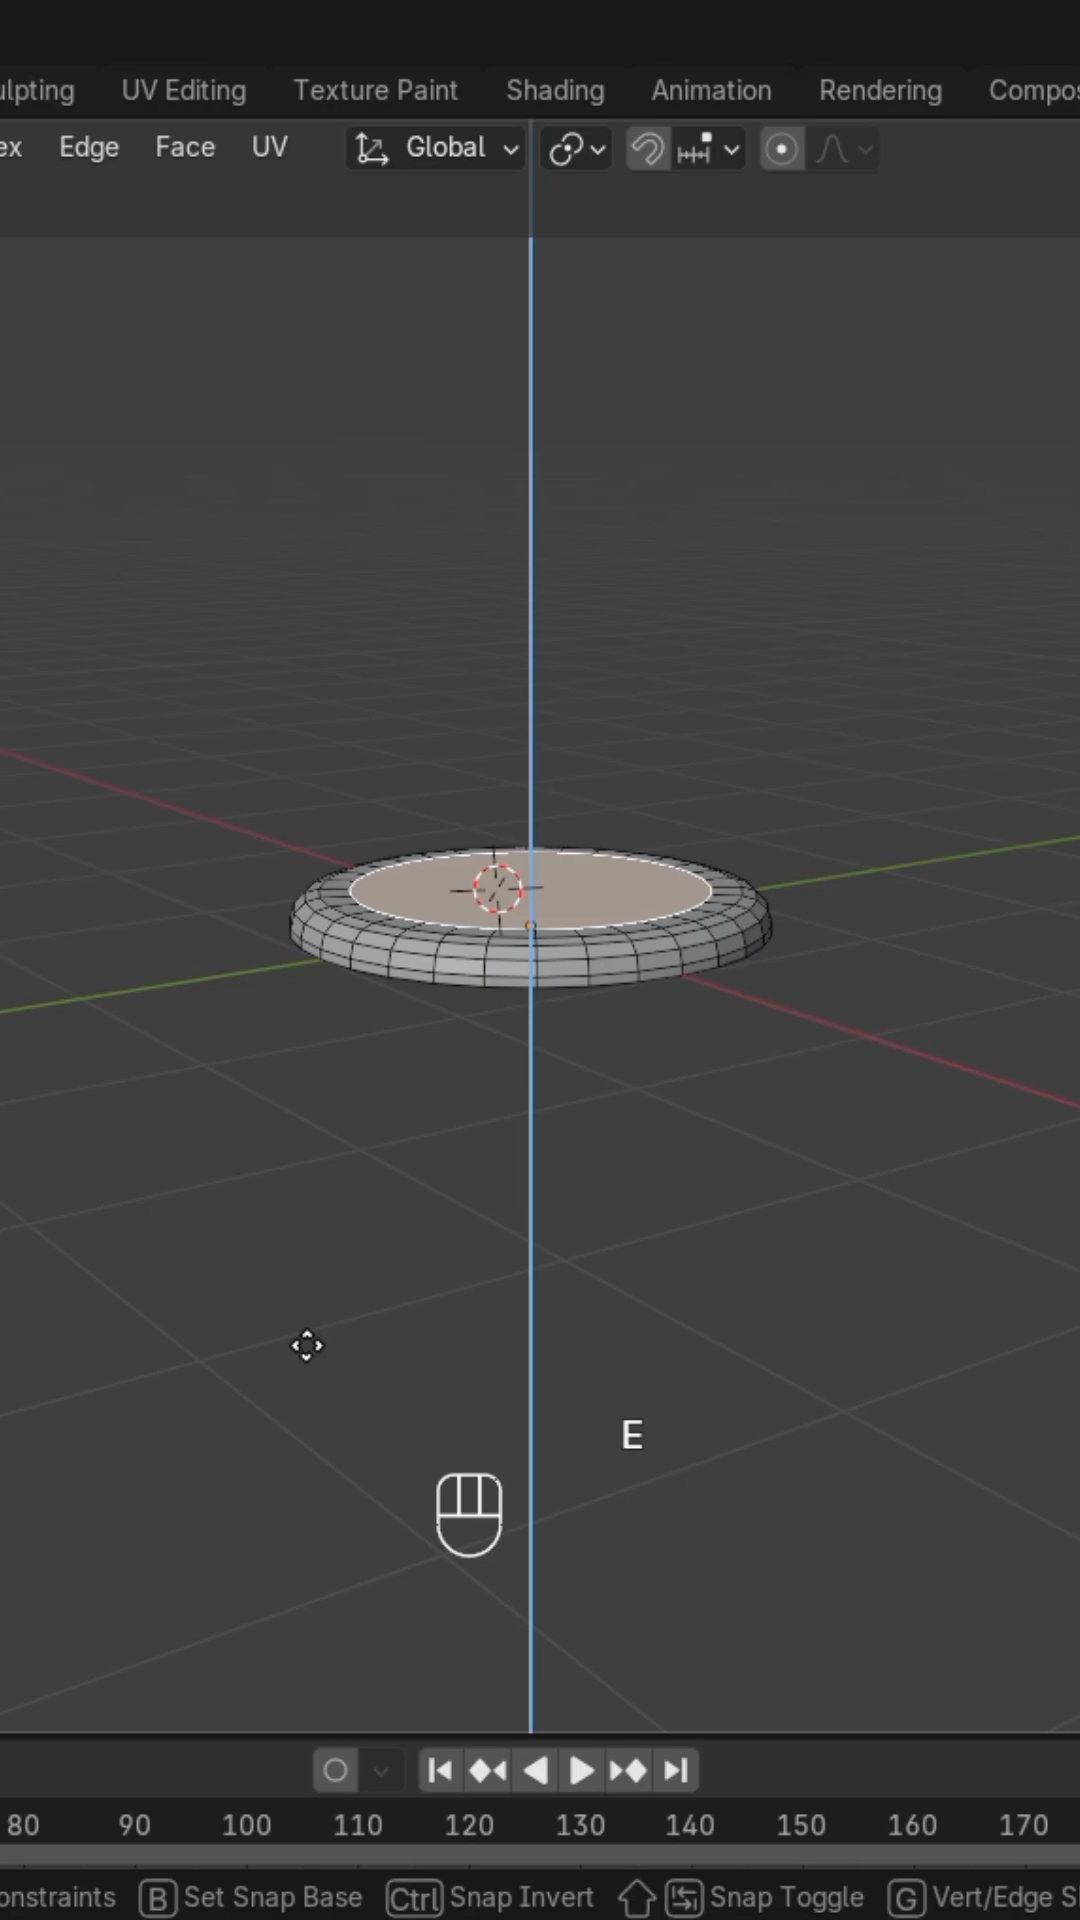 ulpting UV Editing Texture Paint Shading Animation Rendering Compos
ex Edge Face UV Global
E
80 90 100 110 120 130 140 150 160 170
onstraints B Set Snap Base Ctrl Snap Invert Snap Toggle G Vert/Edge S